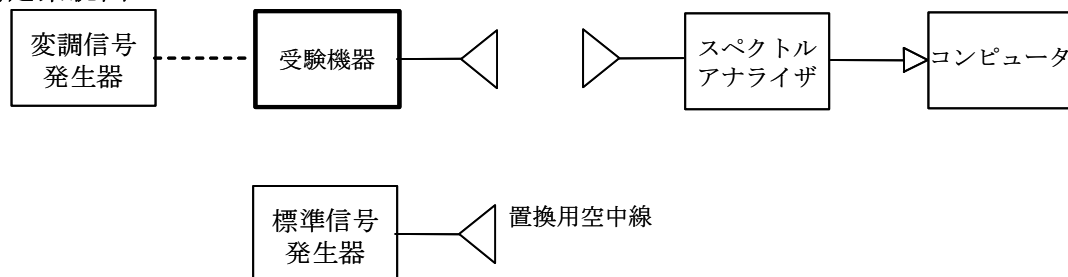 変調信号
発生器
受験機器
スペクトル
アナライザ
コンピュータ
標準信号
発生器
置換用空中線